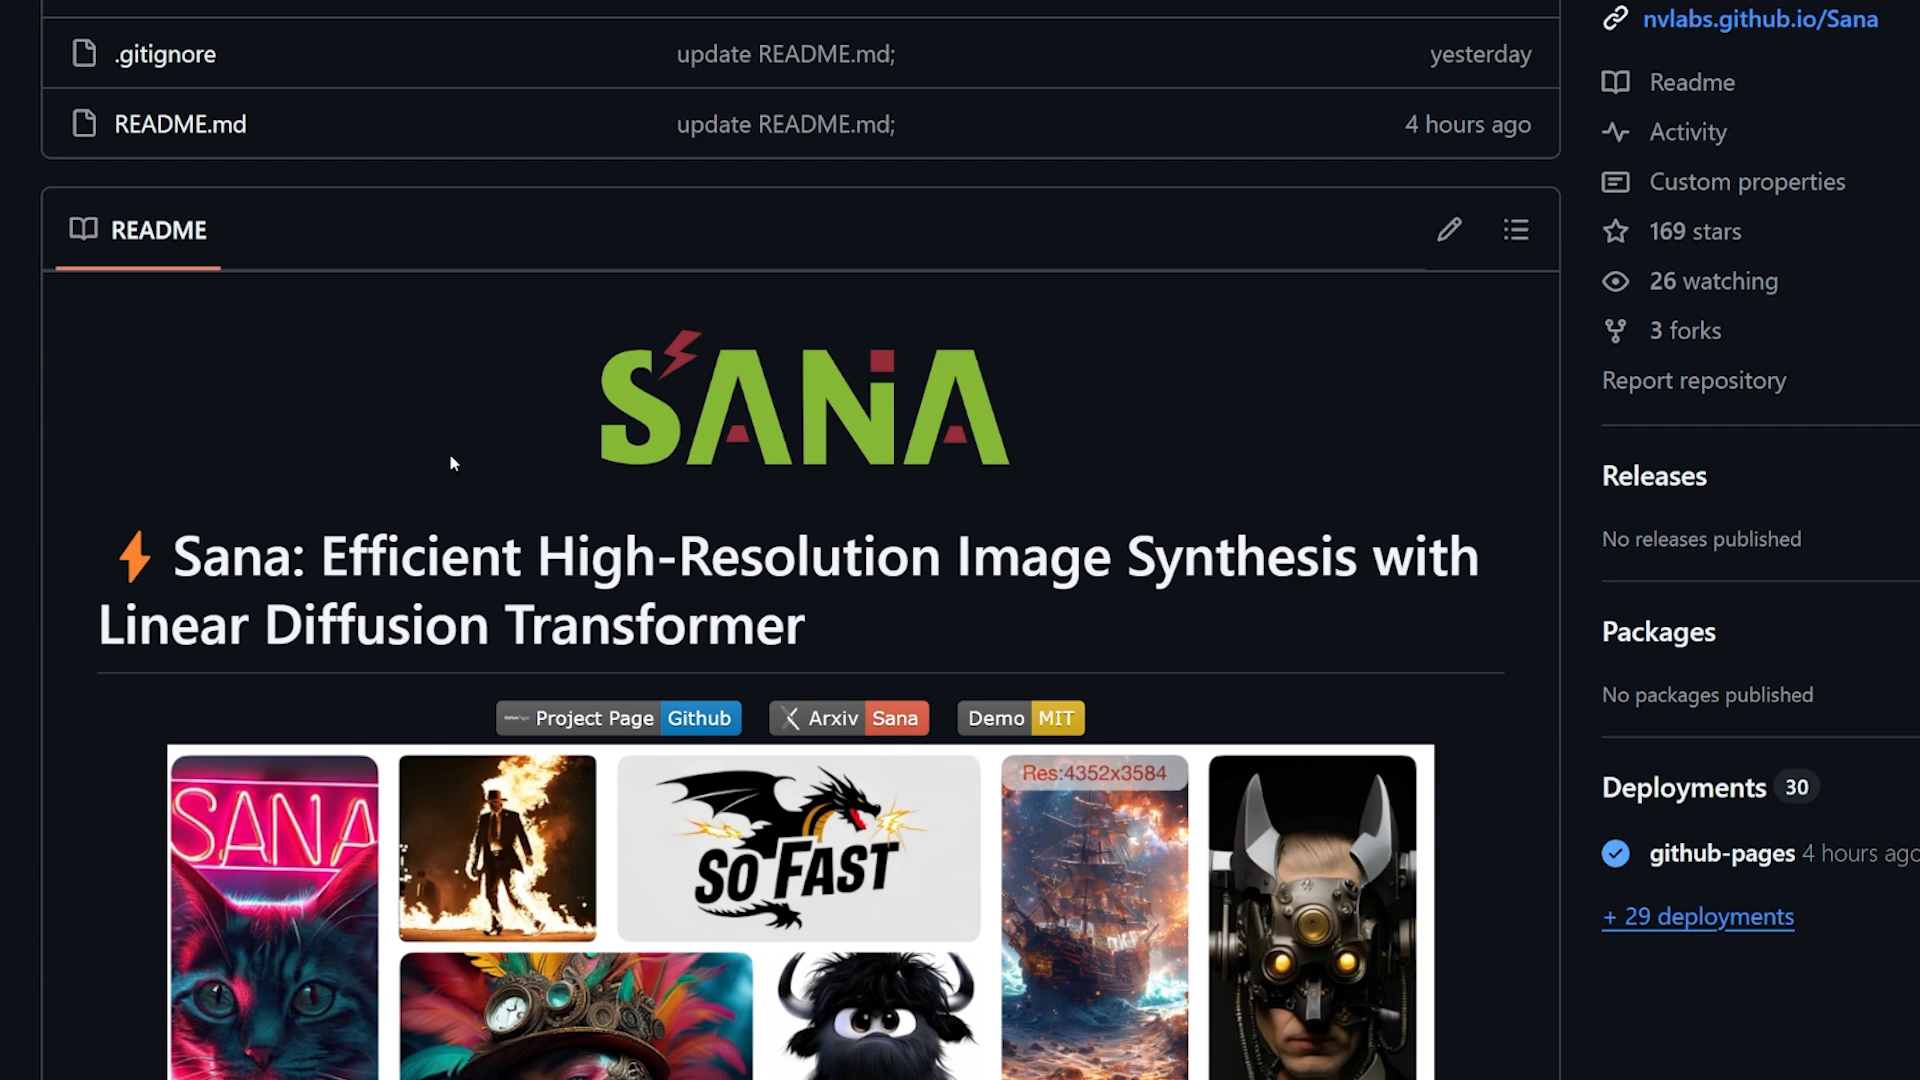 .gitignore update README.md; yesterday
README.md update README.md; 4 hours ago
README
SANA
Sana: Efficient High-Resolution Image Synthesis with
Linear Diffusion Transformer
Project Page Github
Arxiv Sana
Demo MIT
SANA
SO FAST
Res:4352x3584
nvlabs.github.io/Sana
Readme
Activity
Custom properties
169 stars
26 watching
3 forks
Report repository
Releases
No releases published
Packages
No packages published
Deployments 30
github-pages 4 hours ago
+ 29 deployments